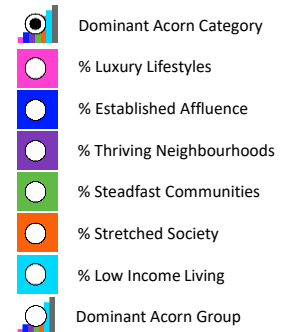 Dominant Acorn Category
% Luxury Lifestyles
% Established Affluence
% Thriving Neighbourhoods
% Steadfast Communities
% Stretched Society
% Low Income Living
Dominant Acorn Group